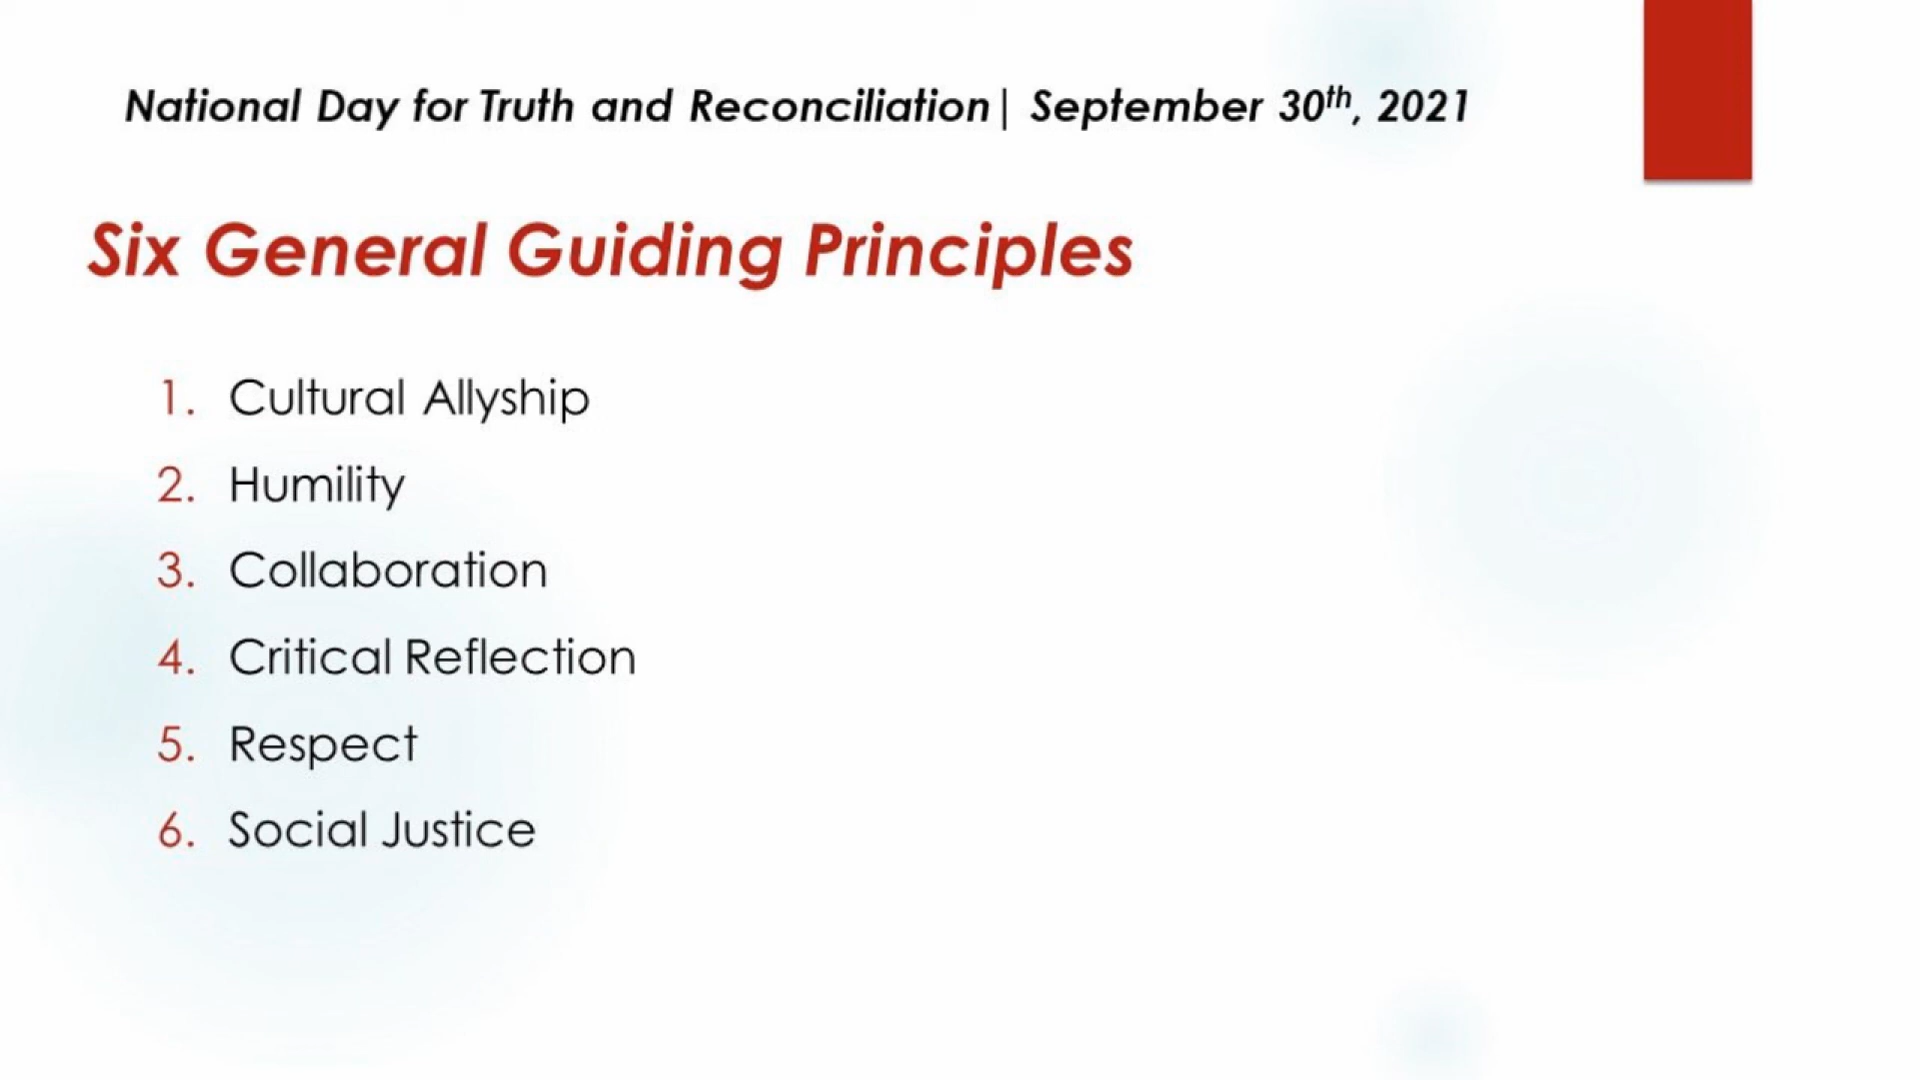 National Day for Truth and Reconciliation| September 30th, 2021
Six General Guiding Principles
1. Cultural Allyship
2. Humility
3. Collaboration
4. Critical Reflection
5. Respect
6. Social Justice